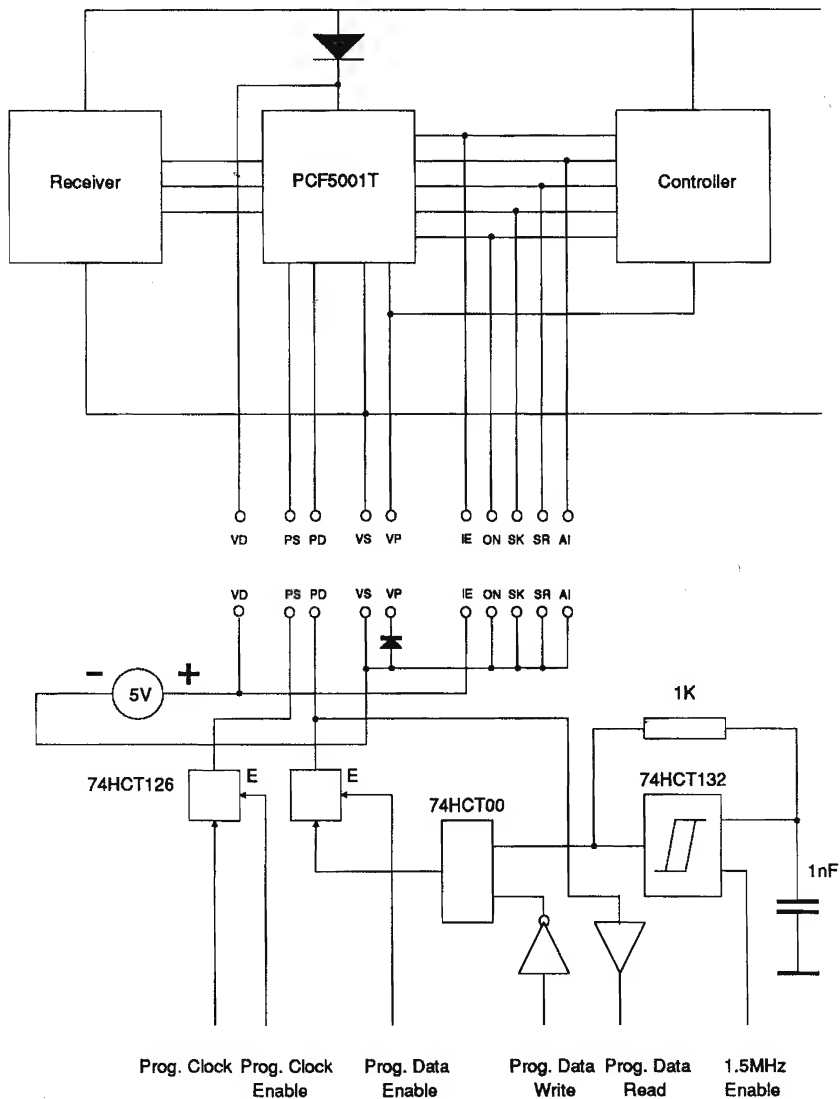 Receiver
PCF5001T
Controller
VD PS PD VS VP IE ON SK SR AI
VD PS PD VS VP IE ON SK SR AI
- 5V +
1K
74HCT126 E E 74HCT00 74HCT132
1nF
Prog. Clock Prog. Clock Enable Prog. Data Enable Prog. Data Write Prog. Data Read 1.5MHz Enable